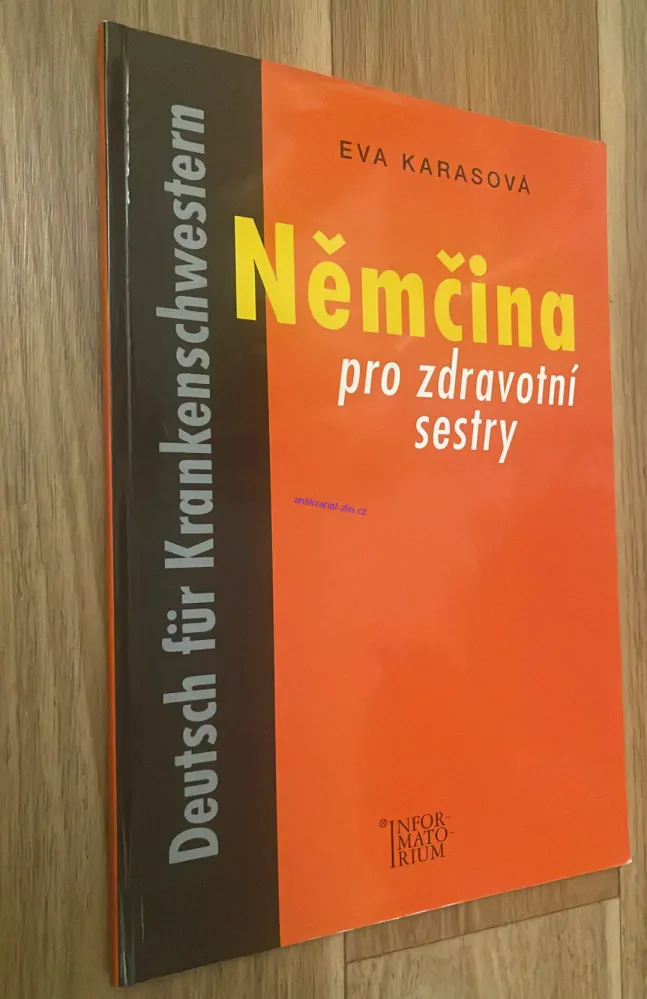 EVA KARASOVÁ
Němčina
pro zdravotní
sestry
antikvariat-zlin.cz
Deutsch für Krankenschwestern
® INFOR-
MATO-
RIUM